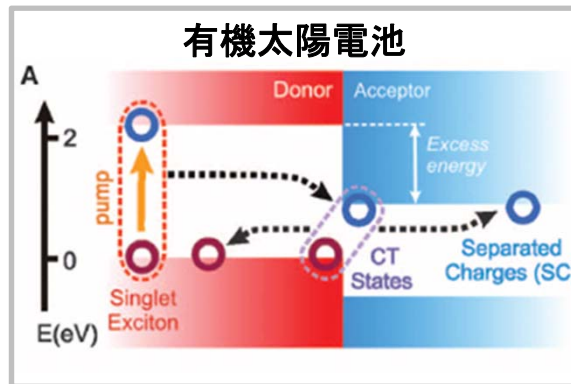 有機太陽電池
A
Donor
Acceptor
2
Excess
energy
pump
0
CT
States
Separated
Charges (SC
Singlet
Exciton
E(eV)